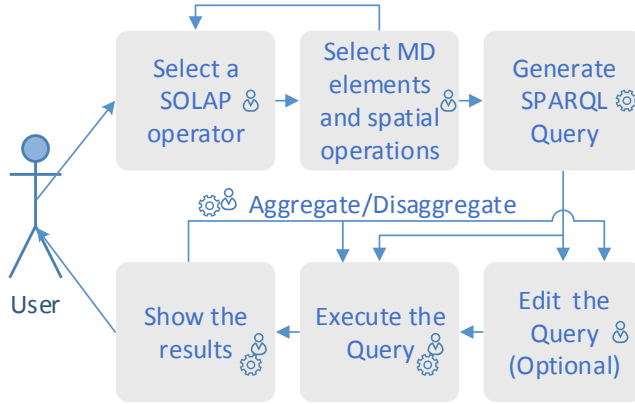 Select a
SOLAP
operator
Select MD
elements
and spatial
operations
Generate
SPARQL
Query
Aggregate/Disaggregate
User
Show the
results
Execute the
Query
Edit the
Query
(Optional)